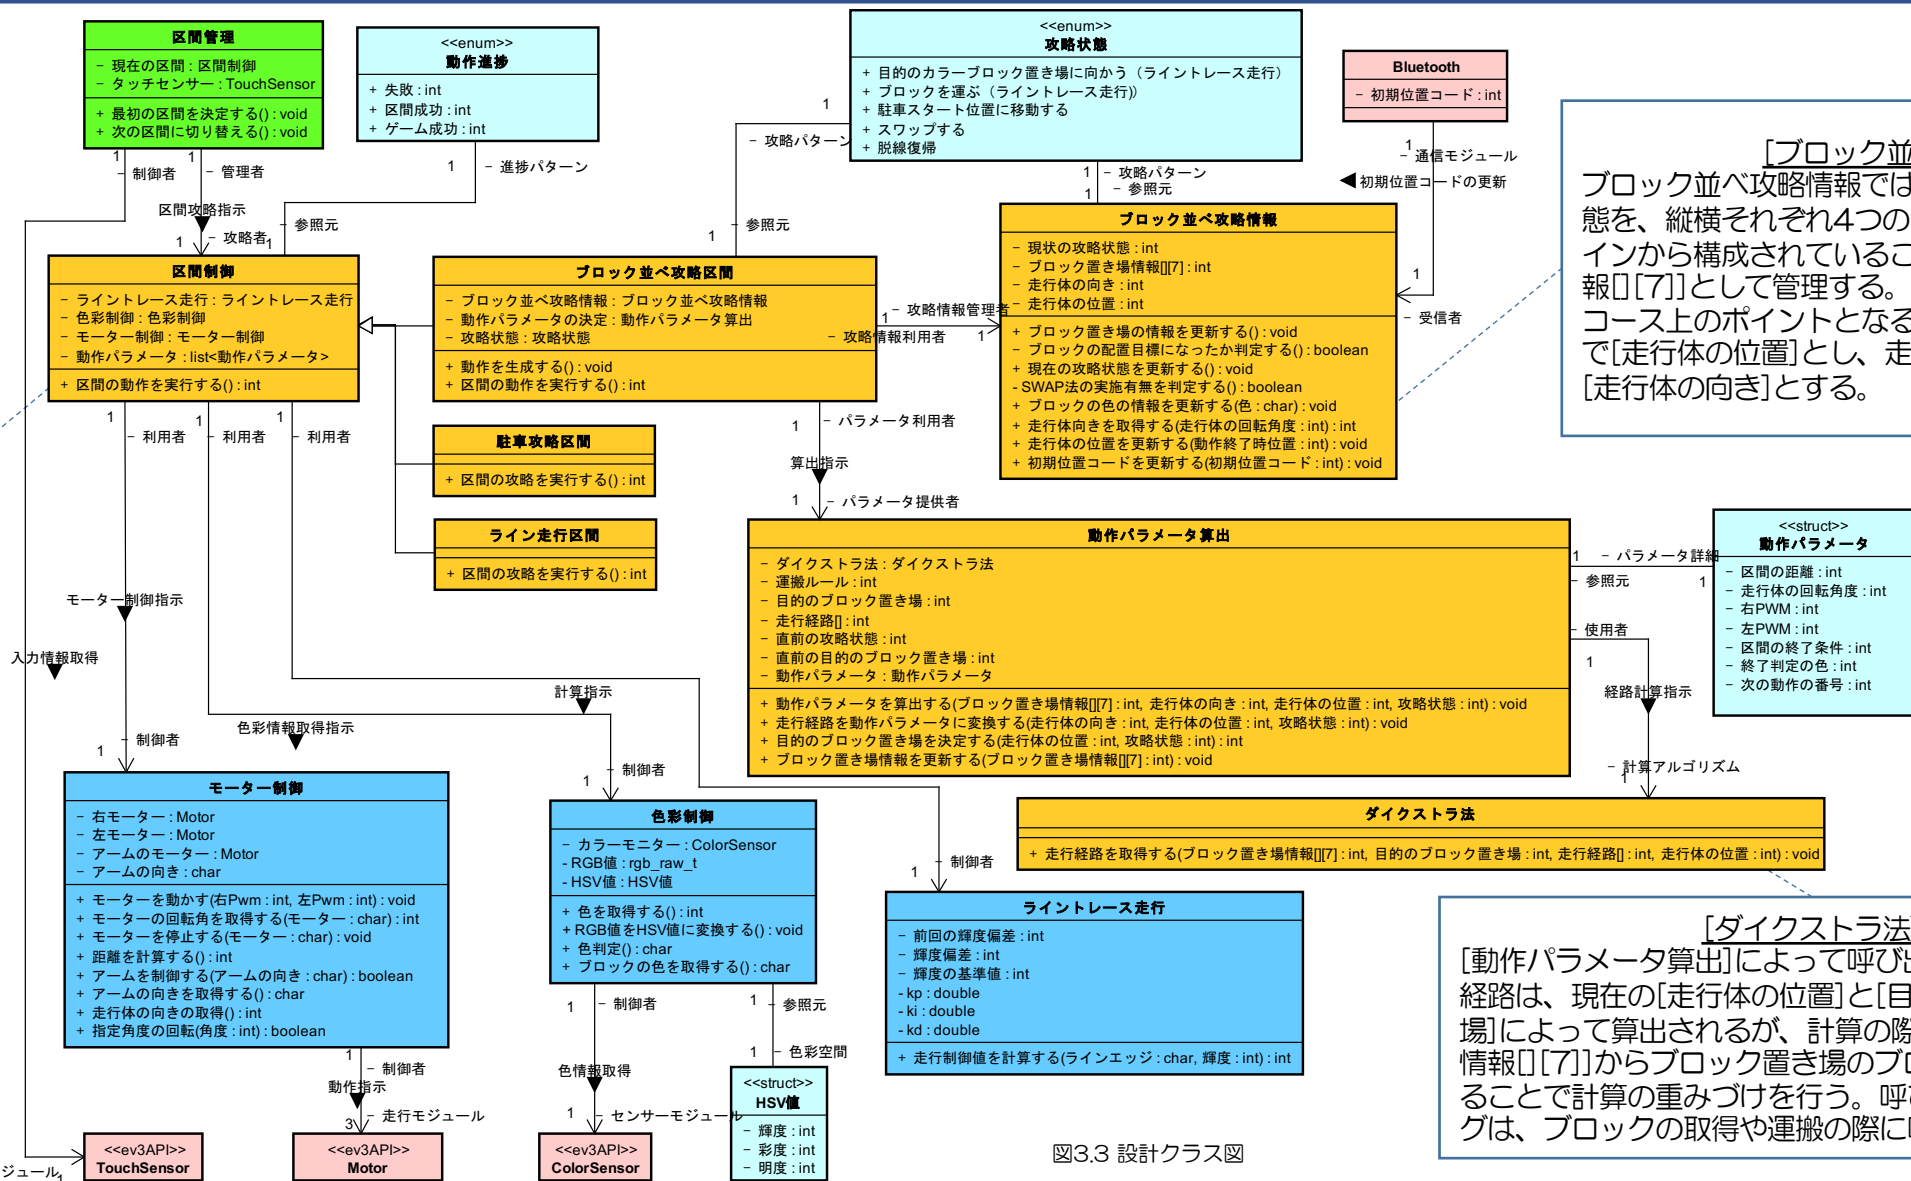 区間管理
− 現在の区間 : 区間制御
− タッチセンサー : TouchSensor
+ 最初の区間を決定する() : void
+ 次の区間に切り替える() : void
<<enum>>
動作進捗
+ 失敗 : int
+ 区間成功 : int
+ ゲーム成功 : int
<<enum>>
攻略状態
+ 目的のカラーブロック置き場に向かう（ライントレース走行）
+ ブロックを運ぶ（ライントレース走行))
+ 駐車スタート位置に移動する
+ スワップする
+ 脱線復帰
Bluetooth
− 初期位置コード : int
1
− 制御者
1
− 管理者
区間攻略指示
1
− 攻略者
1
− 進捗パターン
1
− 参照元
1
− 攻略パターン
1
− 参照元
1
− 攻略パターン
− 参照元
1
1
− 通信モジュール
初期位置コードの更新
1
− 受信者
区間制御
− ライントレース走行 : ライントレース走行
− 色彩制御 : 色彩制御
− モーター制御 : モーター制御
− 動作パラメータ : list<動作パラメータ>
+ 区間の動作を実行する() : int
ブロック並べ攻略区間
− ブロック並べ攻略情報 : ブロック並べ攻略情報
− 動作パラメータの決定 : 動作パラメータ算出
− 攻略状態 : 攻略状態
+ 動作を生成する() : void
+ 区間の動作を実行する() : int
1
− 攻略情報管理者
− 攻略情報利用者
1
ブロック並べ攻略情報
− 現状の攻略状態 : int
− ブロック置き場情報[][7] : int
− 走行体の向き : int
− 走行体の位置 : int
+ ブロック置き場の情報を更新する() : void
− ブロックの配置目標になったか判定する() : boolean
+ 現在の攻略状態を更新する() : void
- SWAP法の実施有無を判定する() : boolean
+ ブロックの色の情報を更新する(色 : char) : void
+ 走行体向きを取得する(走行体の回転角度 : int) : int
+ 走行体の位置を更新する(動作終了時位置 : int) : void
+ 初期位置コードを更新する(初期位置コード : int) : void
[ブロック並
ブロック並べ攻略情報では
態を、縦横それぞれ4つの
インから構成されているこ
報[][7]]として管理する。
コース上のポイントとなる
で[走行体の位置]とし、走
[走行体の向き]とする。
駐車攻略区間
+ 区間の攻略を実行する() : int
ライン走行区間
+ 区間の攻略を実行する() : int
1
− 利用者
1
− 利用者
1
− 利用者
1
− パラメータ利用者
算出指示
1
− パラメータ提供者
動作パラメータ算出
− ダイクストラ法 : ダイクストラ法
− 運搬ルール : int
− 目的のブロック置き場 : int
− 走行経路[] : int
− 直前の攻略状態 : int
− 直前の目的のブロック置き場 : int
− 動作パラメータ : 動作パラメータ
+ 動作パラメータを算出する(ブロック置き場情報[][7] : int, 走行体の向き : int, 走行体の位置 : int, 攻略状態 : int) : void
+ 走行経路を動作パラメータに変換する(走行体の向き : int, 走行体の位置 : int, 攻略状態 : int) : void
+ 目的のブロック置き場を決定する(走行体の位置 : int, 攻略状態 : int) : int
+ ブロック置き場情報を更新する(ブロック置き場情報[][7] : int) : void
1
− パラメータ詳細
− 参照元
1
<<struct>>
動作パラメータ
− 区間の距離 : int
− 走行体の回転角度 : int
− 右PWM : int
− 左PWM : int
− 区間の終了条件 : int
− 終了判定の色 : int
− 次の動作の番号 : int
− 使用者
1
経路計算指示
− 計算アルゴリズム
1
ダイクストラ法
+ 走行経路を取得する(ブロック置き場情報[][7] : int, 目的のブロック置き場 : int, 走行経路[] : int, 走行体の位置 : int) : void
モーター制御指示
入力情報取得
計算指示
色彩情報取得指示
− 制御者
1
− 制御者
1
− 制御者
1
モーター制御
− 右モーター : Motor
− 左モーター : Motor
− アームのモーター : Motor
− アームの向き : char
+ モーターを動かす(右Pwm : int, 左Pwm : int) : void
+ モーターの回転角を取得する(モーター : char) : int
+ モーターを停止する(モーター : char) : void
+ 距離を計算する() : int
+ アームを制御する(アームの向き : char) : boolean
+ アームの向きを取得する() : char
+ 走行体の向きの取得() : int
+ 指定角度の回転(角度 : int) : boolean
色彩制御
− カラーモニター : ColorSensor
- RGB値 : rgb_raw_t
- HSV値 : HSV値
+ 色を取得する() : int
+ RGB値をHSV値に変換する() : void
+ 色判定() : char
+ ブロックの色を取得する() : char
ライントレース走行
− 前回の輝度偏差 : int
− 輝度偏差 : int
− 輝度の基準値 : int
- kp : double
- ki : double
- kd : double
+ 走行制御値を計算する(ラインエッジ : char, 輝度 : int) : int
[ダイクストラ法
[動作パラメータ算出]によって呼び
経路は、現在の[走行体の位置]と[目
場]によって算出されるが、計算の際
情報[][7]]からブロック置き場のブ
ることで計算の重みづけを行う。呼
グは、ブロックの取得や運搬の際に
1
− 制御者
動作指示
3
− 走行モジュール
1
− 制御者
色情報取得
1
− センサーモジュール
1
− 参照元
1
− 色彩空間
<<struct>>
HSV値
− 輝度 : int
− 彩度 : int
− 明度 : int
ジュール
1
<<ev3API>>
TouchSensor
<<ev3API>>
Motor
<<ev3API>>
ColorSensor
図3.3 設計クラス図